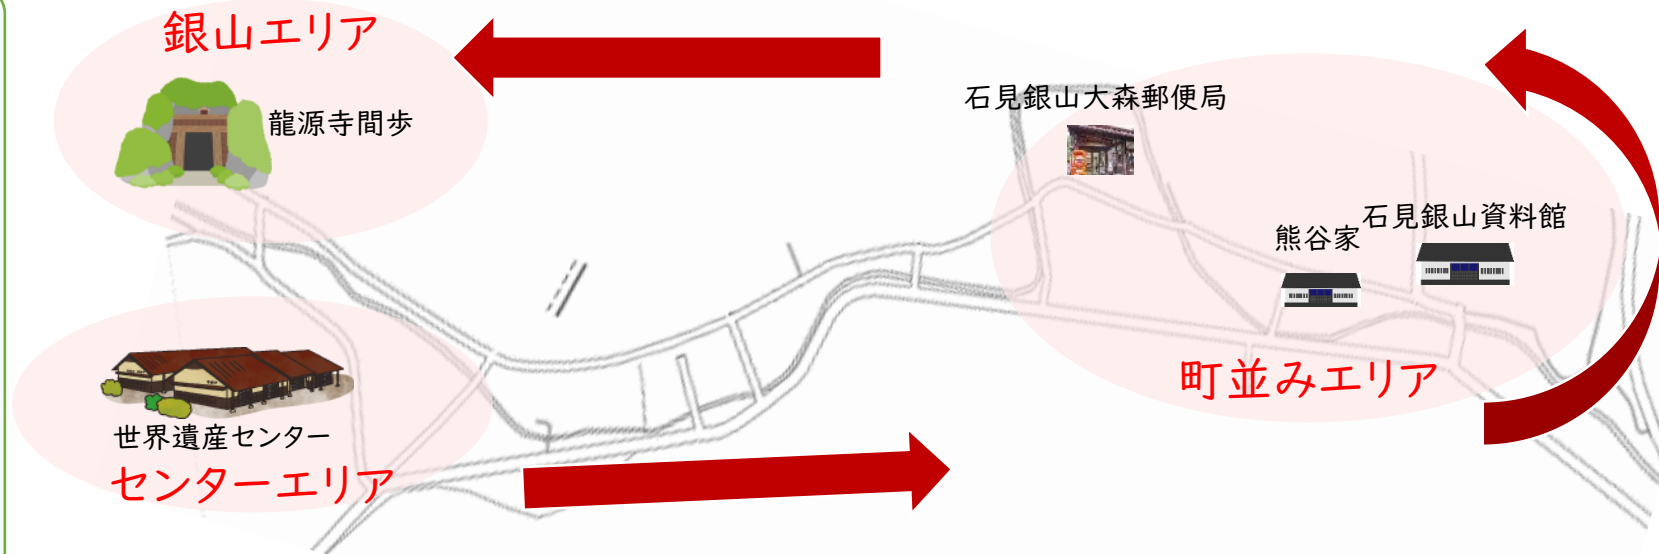 銀山エリア
龍源寺間歩
石見銀山大森郵便局
石見銀山資料館
熊谷家
町並みエリア
世界遺産センター
センターエリア